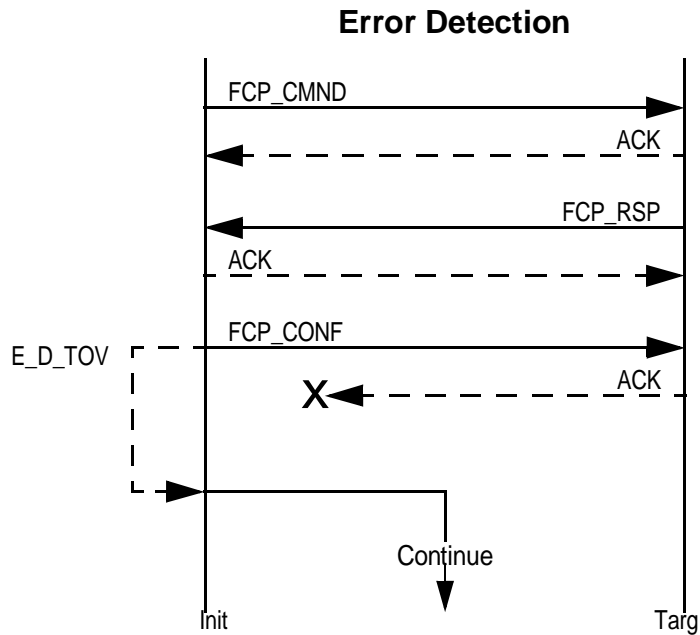 Error Detection
FCP_CMND
ACK
FCP_RSP
ACK
FCP_CONF
E_D_TOV
ACK
X
Continue
Init
Targ